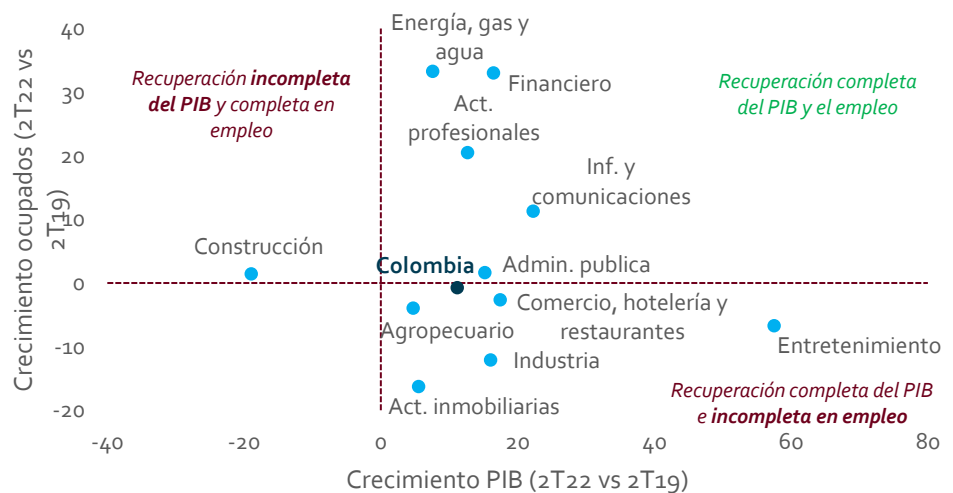 Crecimiento ocupados (2T22 vs
2T19)
40
30
20
10
0
-10
-20
Recuperación incompleta
del PIB y completa en
empleo
Energía, gas y
agua
Financiero
Act.
profesionales
Recuperación completa
del PIB y el empleo
Inf. y
comunicaciones
Construcción
Colombia
Admin. publica
Comercio, hotelería y
restaurantes
Agropecuario
Industria
Entretenimiento
Act. inmobiliarias
Recuperación completa del PIB
e incompleta en empleo
-40
-20
0
20
40
60
80
Crecimiento PIB (2T22 vs 2T19)